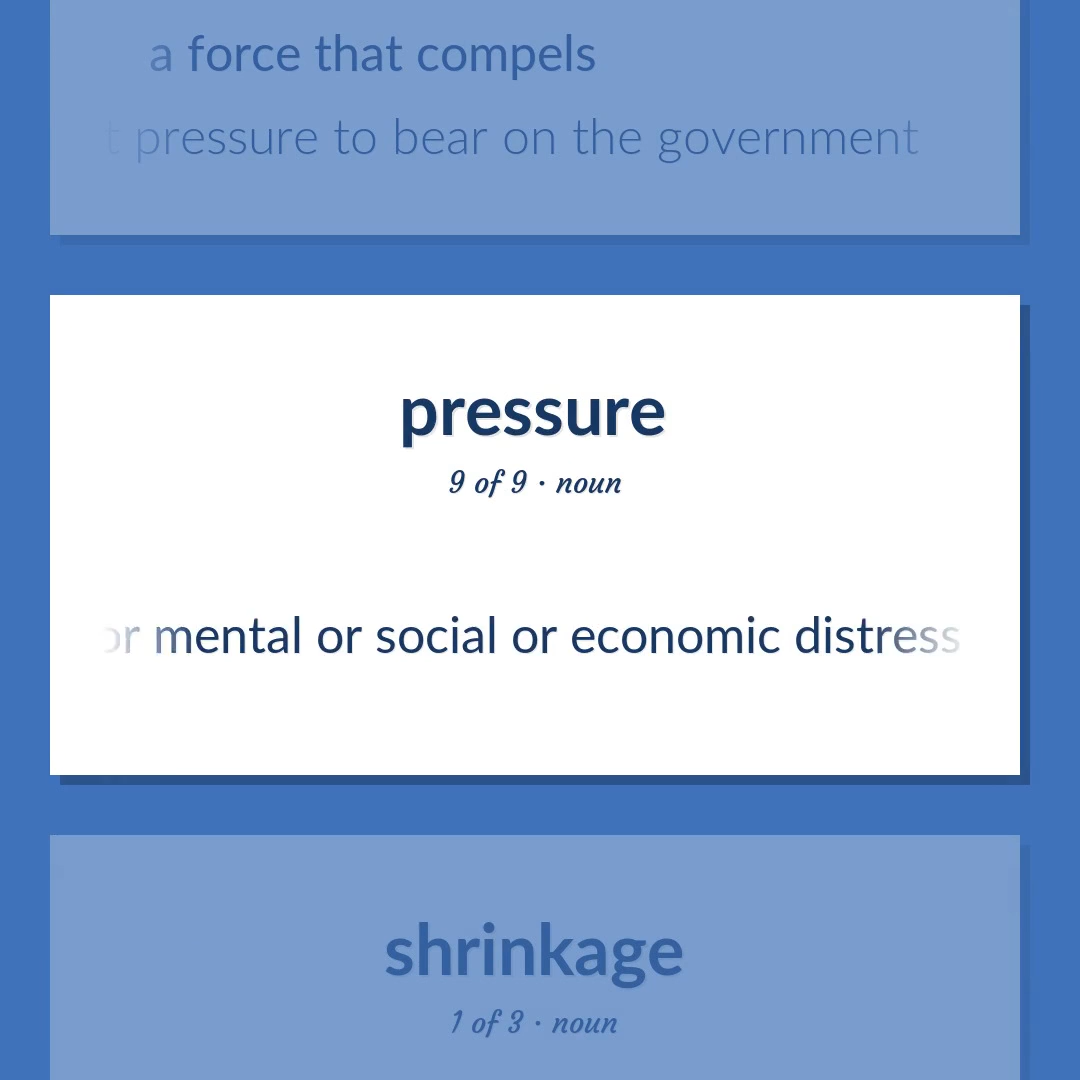 a force that compels
pressure to bear on the government
pressure
9 of 9 · noun
or mental or social or economic distress
shrinkage
1 of 3 · noun